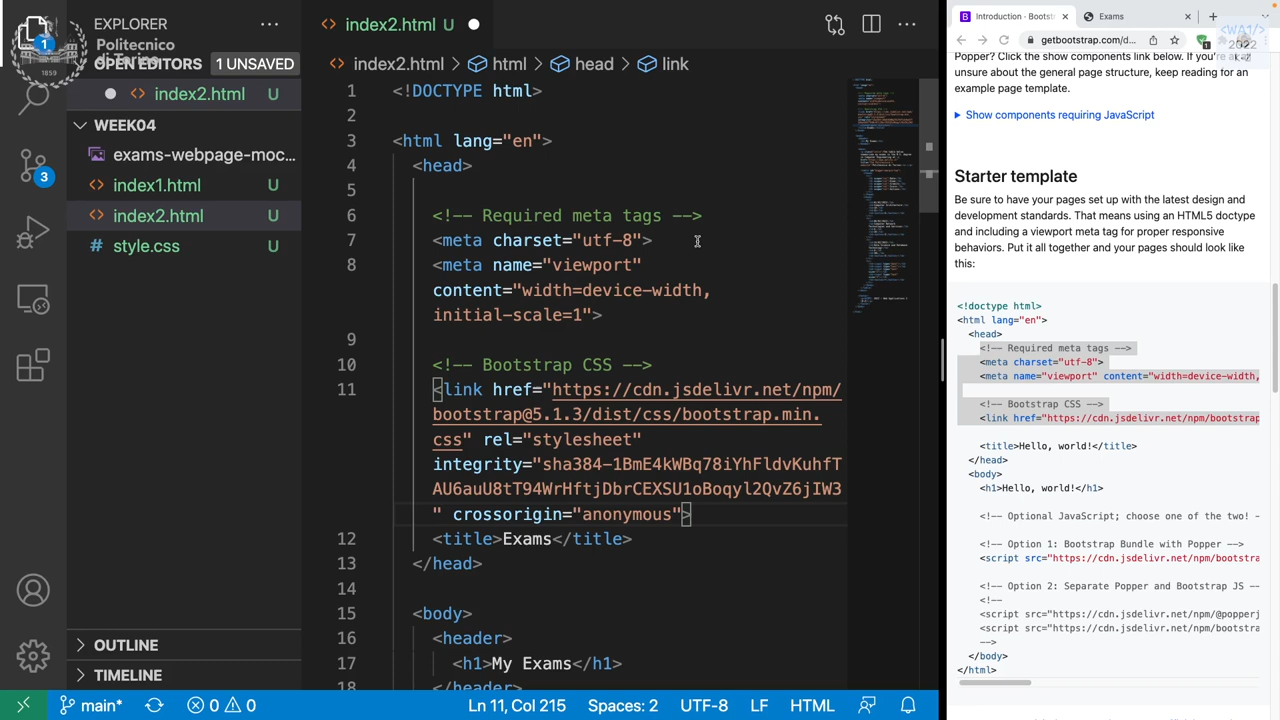 EXPLORER
Politecnico
1859
OPEN EDITORS
1 UNSAVED
index2.html U
WEEK04
exams-webpage-moc...
index1.html U
index2.html U
style.css U
OUTLINE
TIMELINE
1
3
index2.html U
index2.html > html > head > link
1 <!DOCTYPE html>
2
3 <html lang="en">
4 <head>
5
6 <!-- Required meta tags -->
7 <meta charset="utf-8">
8 <meta name="viewport"
content="width=device-width,
initial-scale=1">
9
10 <!-- Bootstrap CSS -->
11 <link href="https://cdn.jsdelivr.net/npm/
bootstrap@5.1.3/dist/css/bootstrap.min.
css" rel="stylesheet"
integrity="sha384-1BmE4kWBq78iYhFldvKuhfT
AU6auU8tT94WrHftjDbrCEXSU1oBoqyl2QvZ6jIW3
" crossorigin="anonymous">
12 <title>Exams</title>
13 </head>
14
15 <body>
16 <header>
17 <h1>My Exams</h1>
18 </header>
main* 0 0 Ln 11, Col 215 Spaces: 2 UTF-8 LF HTML
Introduction · Bootst
Exams
getbootstrap.com/d...
1
<WA1/>
2022
Popper? Click the show components link below. If you're at all
unsure about the general page structure, keep reading for an
example page template.
Show components requiring JavaScript
Starter template
Be sure to have your pages set up with the latest design and
development standards. That means using an HTML5 doctype
and including a viewport meta tag for proper responsive
behaviors. Put it all together and your pages should look like
this:
<!doctype html>
<html lang="en">
<head>
<!-- Required meta tags -->
<meta charset="utf-8">
<meta name="viewport" content="width=device-width,
<!-- Bootstrap CSS -->
<link href="https://cdn.jsdelivr.net/npm/bootstrap
<title>Hello, world!</title>
</head>
<body>
<h1>Hello, world!</h1>
<!-- Optional JavaScript; choose one of the two! -
<!-- Option 1: Bootstrap Bundle with Popper -->
<script src="https://cdn.jsdelivr.net/npm/bootstra
<!-- Option 2: Separate Popper and Bootstrap JS --
<!--
<script src="https://cdn.jsdelivr.net/npm/@popperj
<script src="https://cdn.jsdelivr.net/npm/bootstra
-->
</body>
</html>